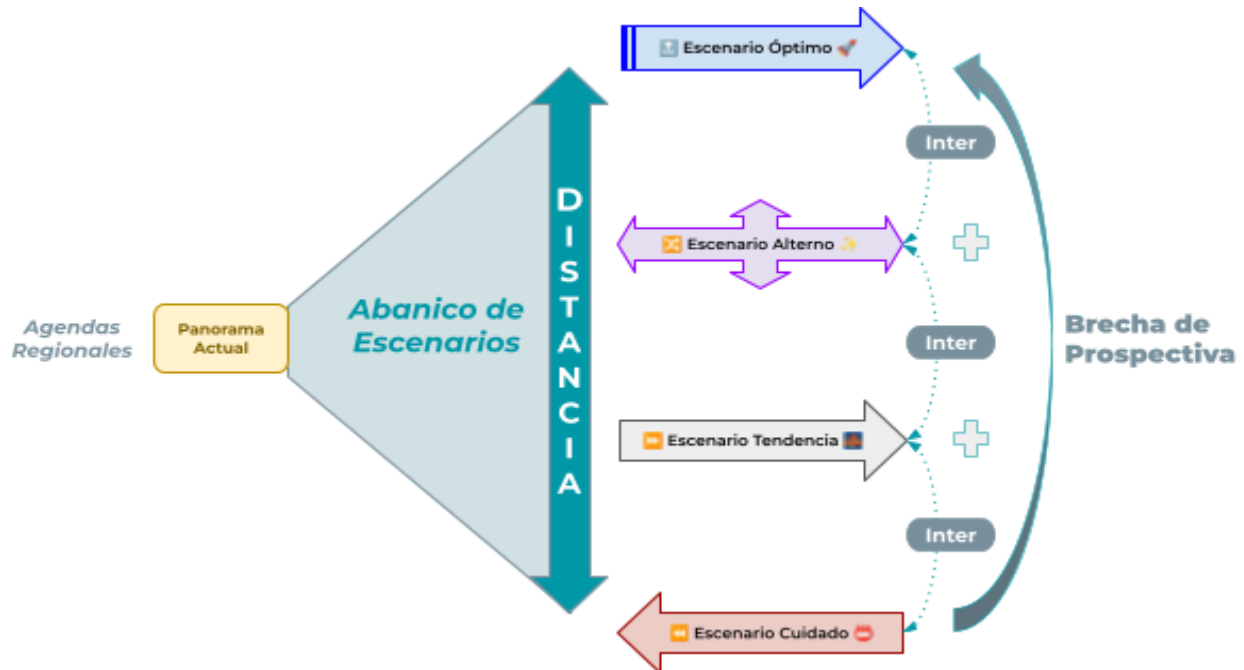 Agendas
Regionales
Panorama
Actual
Abanico de
Escenarios
DISTANCIA
Escenario Óptimo
Inter
Escenario Alterno
Inter
Escenario Tendencia
Inter
Escenario Cuidado
Brecha de
Prospectiva